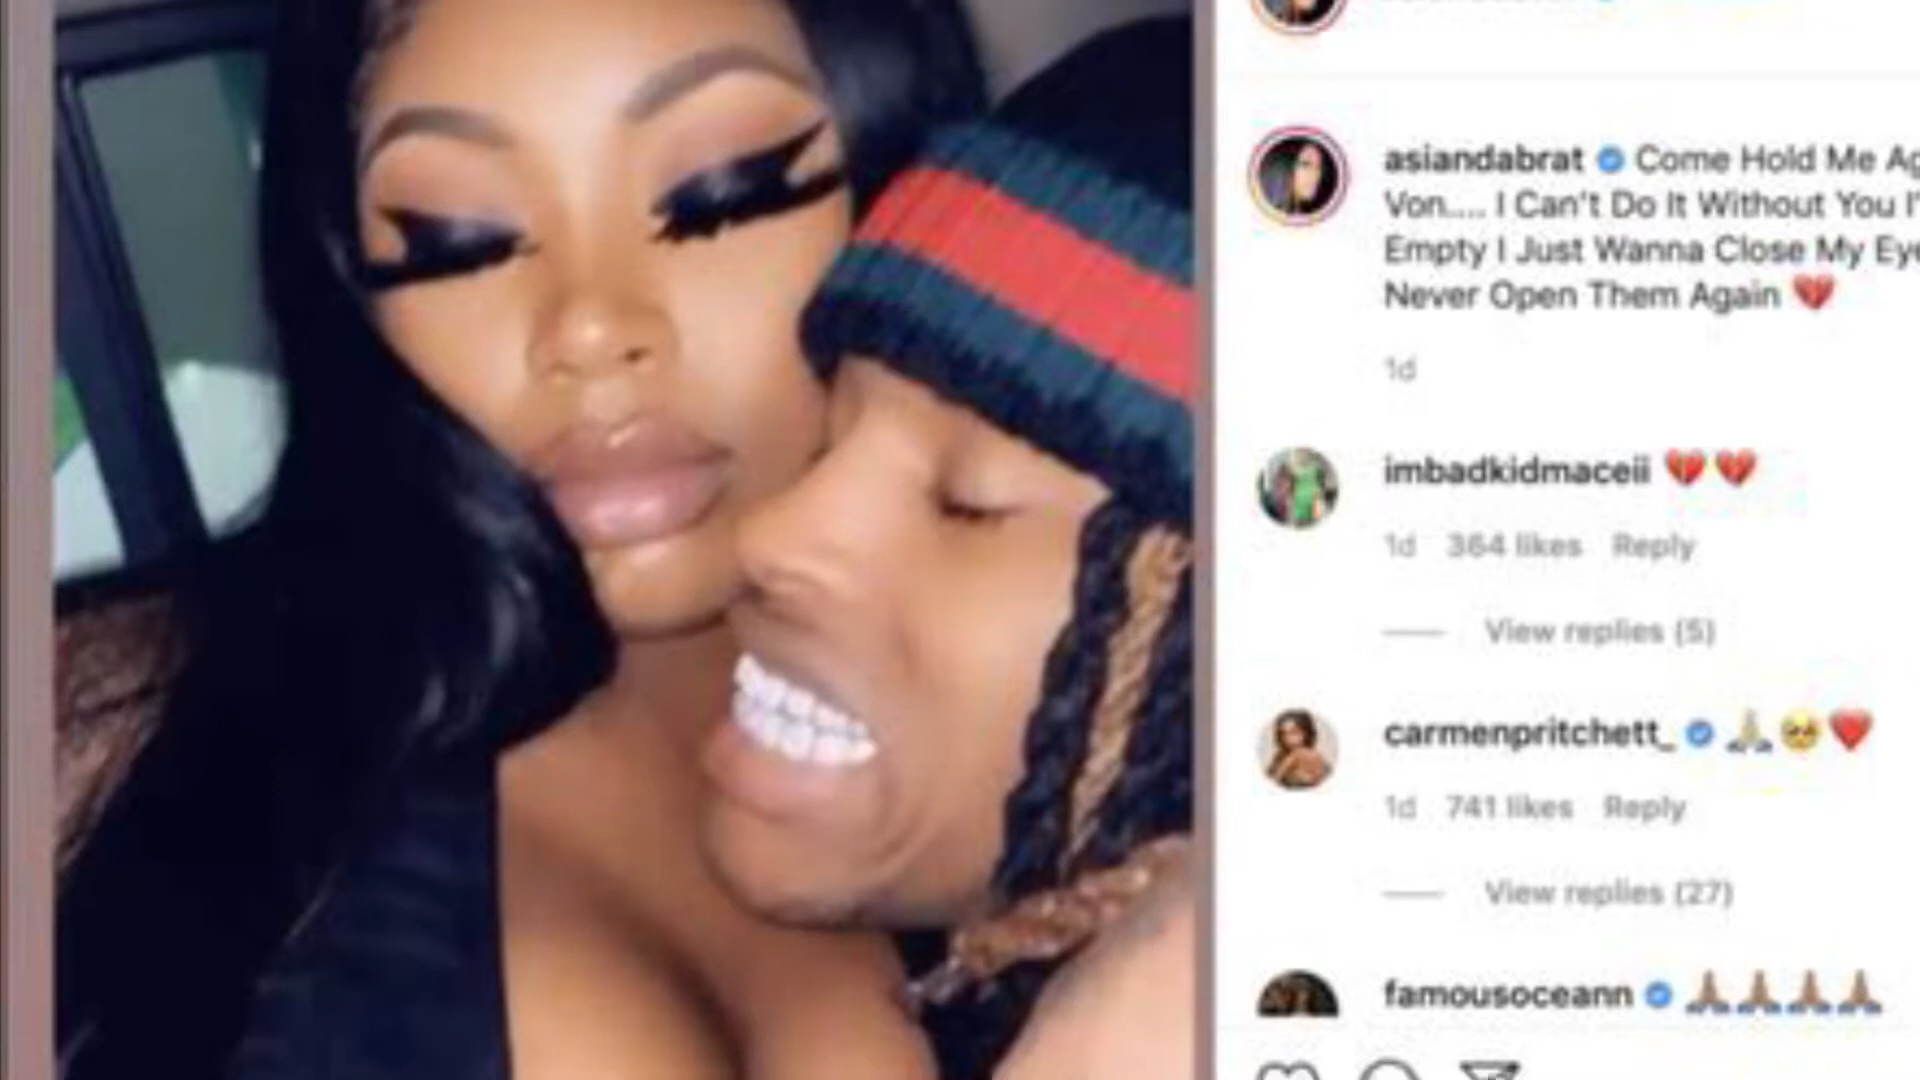 asiandabrat Come Hold Me
Von.... I Can't Do It Without You
Empty I Just Wanna Close My
Never Open Them Again 💔
1d
imbadkidmaceii 💔💔
1d 364 likes Reply
View replies (5)
carmenpritchett_ 🙏🏼🥺❤️
1d 741 likes Reply
View replies (27)
famousoceann 🙏🏽🙏🏽🙏🏽🙏🏽